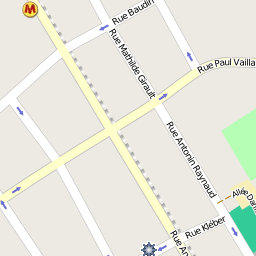 M
Rue Baudin
Rue Mathilde Girault
Rue Paul Vailla
Rue Antonin Raynaud
Allée Dan
Rue Kléber
Rue An